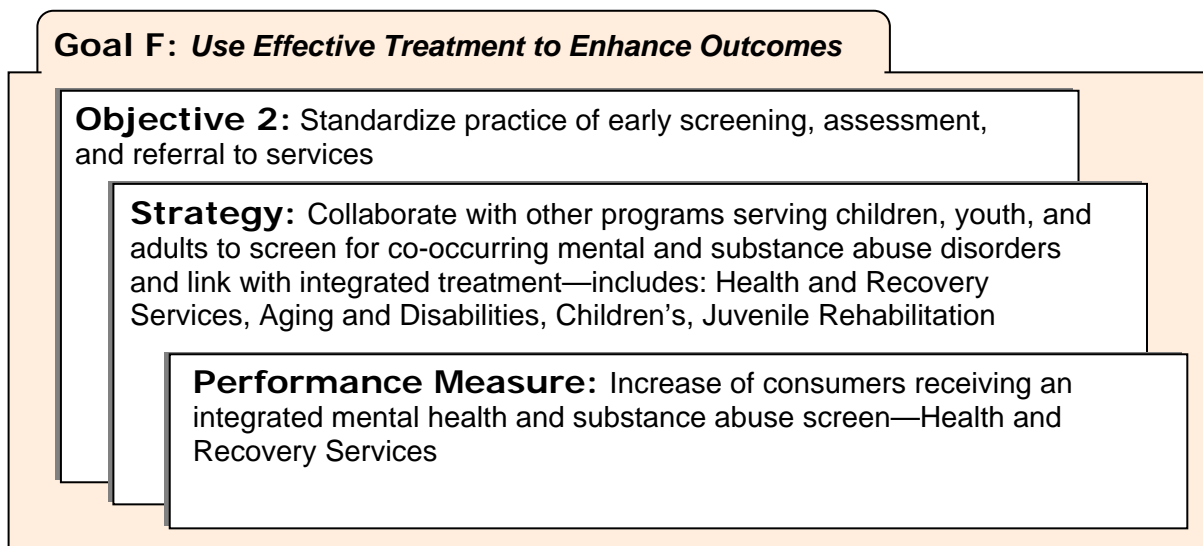 Goal F: Use Effective Treatment to Enhance Outcomes
Objective 2: Standardize practice of early screening, assessment,
and referral to services
Strategy: Collaborate with other programs serving children, youth, and
adults to screen for co-occurring mental and substance abuse disorders
and link with integrated treatment—includes: Health and Recovery
Services, Aging and Disabilities, Children's, Juvenile Rehabilitation
Performance Measure: Increase of consumers receiving an
integrated mental health and substance abuse screen—Health and
Recovery Services